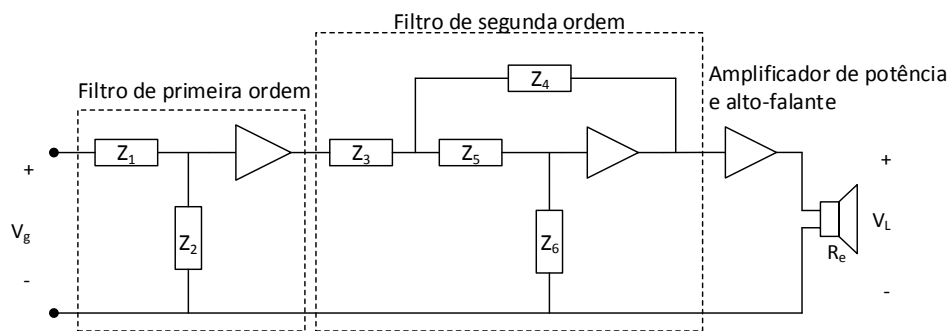 Filtro de segunda ordem
Filtro de primeira ordem
Amplificador de potência
e alto-falante
Z4
Z1
Z3
Z5
Z2
Z6
+
Vg
-
+
VL
-
Re